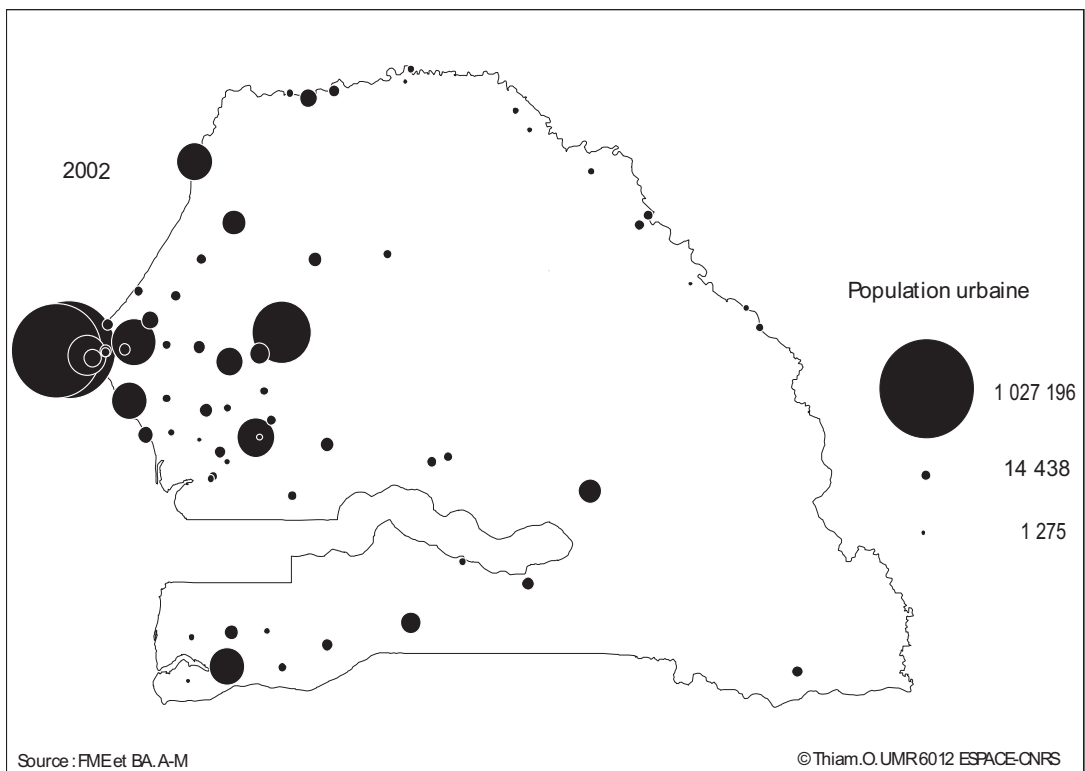 2002
Population urbaine
1 027 196
14 438
1 275
Source : FME et BA. A-M
© Thiam. O. UMR 6012 ESPACE-CNRS